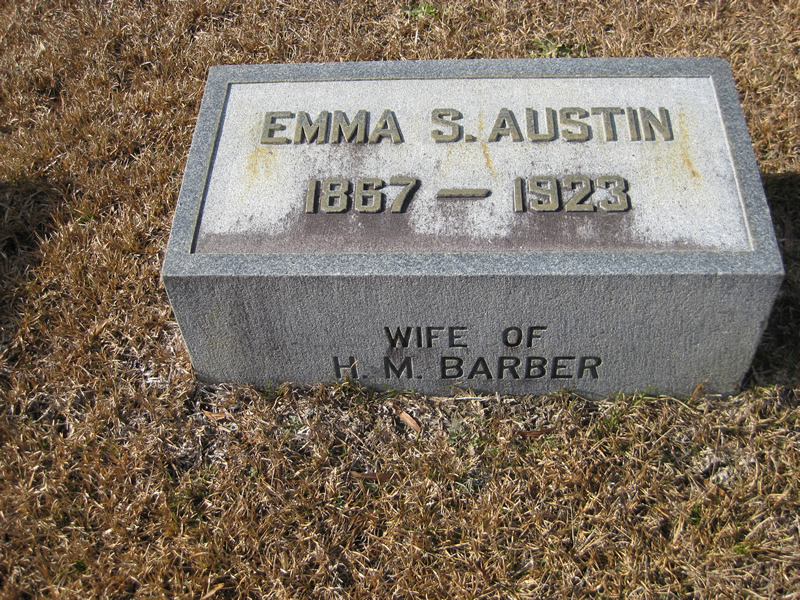 EMMA S. AUSTIN
1867 – 1923
WIFE OF
H. M. BARBER